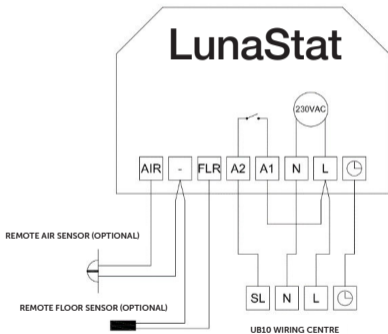 LunaStat
230VAC
AIR - FLR A2 A1 N L
REMOTE AIR SENSOR (OPTIONAL)
REMOTE FLOOR SENSOR (OPTIONAL)
SL N L
UB10 WIRING CENTRE